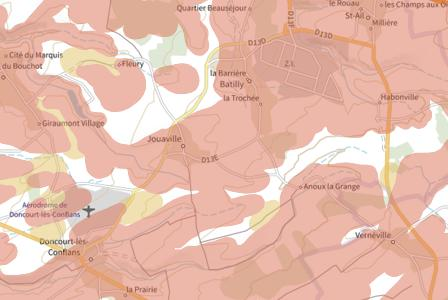 Quartier Beauséjour
le Rouau
les Champs aux O
St-Ail
Millière
D13
D13D
D13D
Cité du Marquis
du Bouchot
Fleury
la Barrière
Batilly
Z.I.
la Trochée
Habonville
Giraumont Village
Jouaville
D13E
Anoux la Grange
Aérodrome de
Doncourt-lès-Conflans
Doncourt-lès-
Conflans
Vernéville
la Prairie